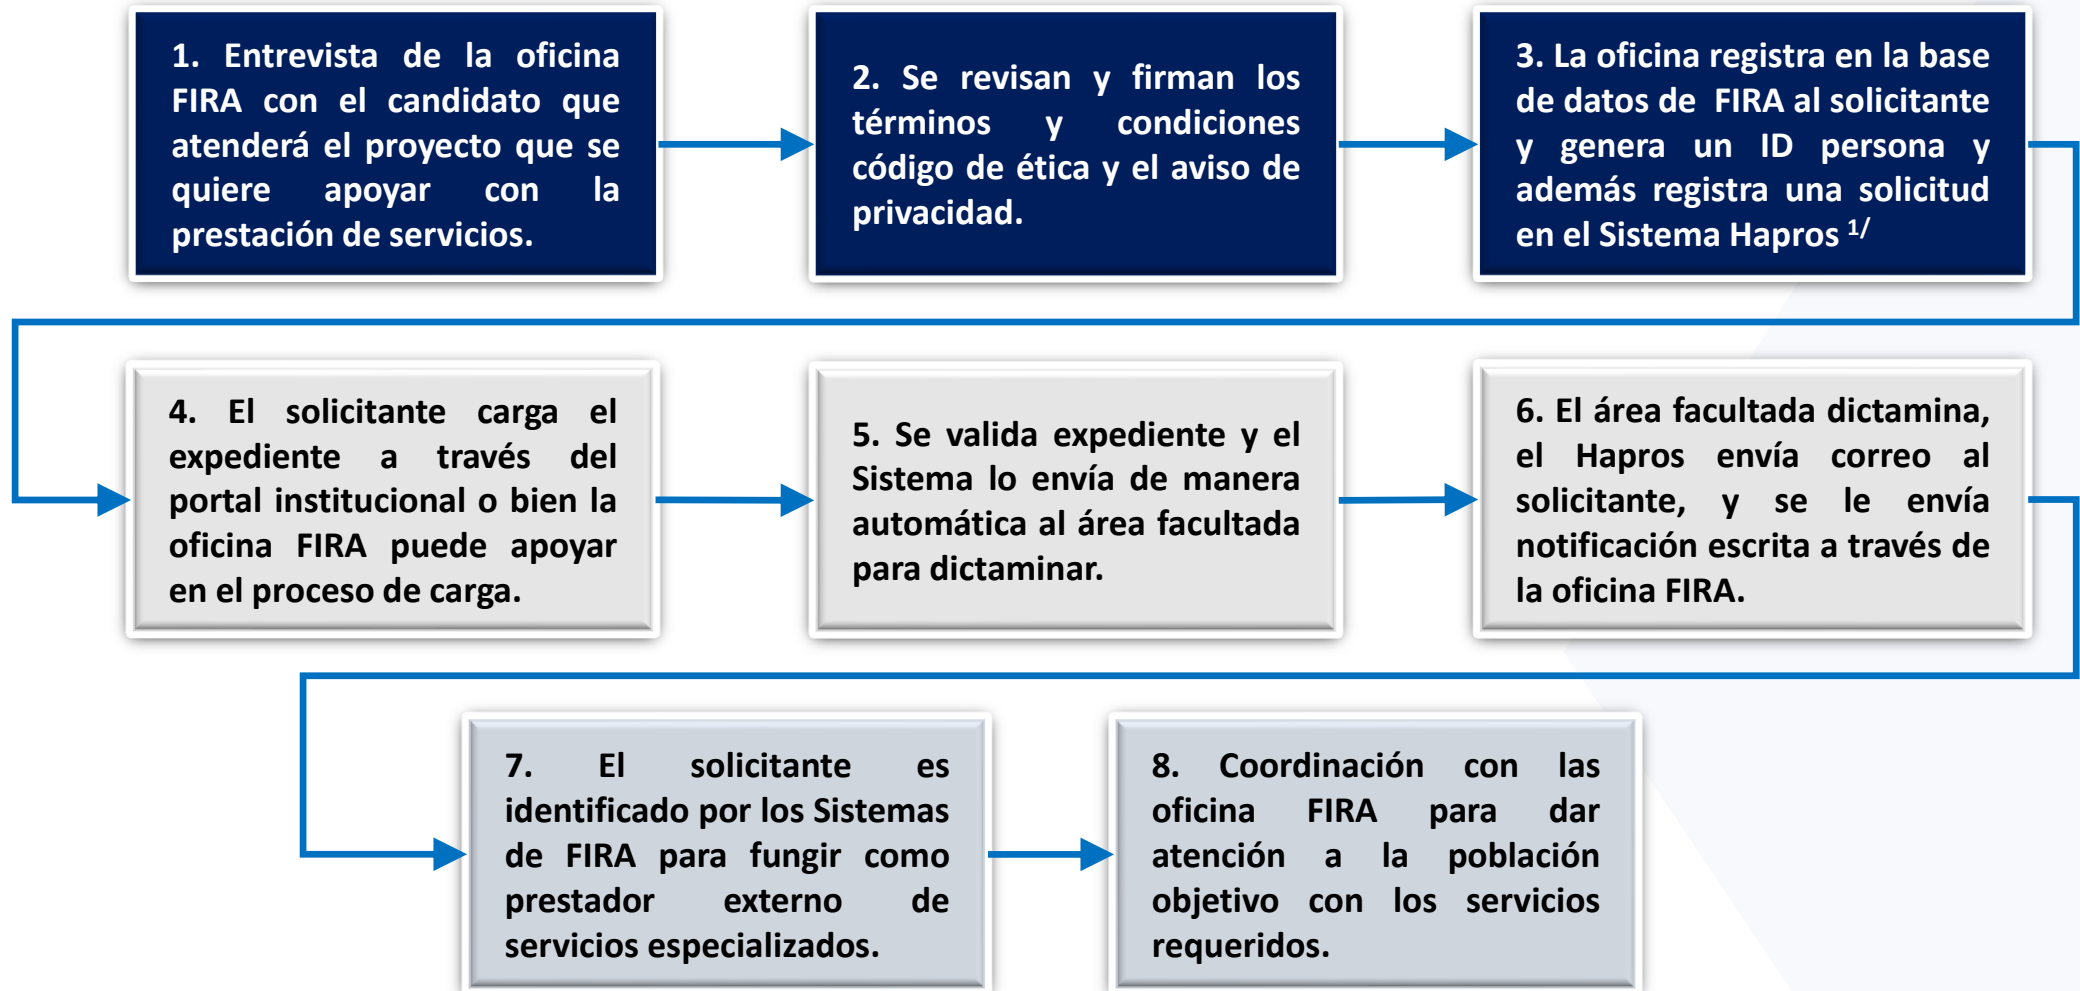 1. Entrevista de la oficina
FIRA con el candidato que
atenderá el proyecto que se
quiere apoyar con la
prestación de servicios.
2. Se revisan y firman los
términos y condiciones
código de ética y el aviso de
privacidad.
3. La oficina registra en la base
de datos de FIRA al solicitante
y genera un ID persona y
además registra una solicitud
en el Sistema Hapros 1/
4. El solicitante carga el
expediente a través del
portal institucional o bien la
oficina FIRA puede apoyar
en el proceso de carga.
5. Se valida expediente y el
Sistema lo envía de manera
automática al área facultada
para dictaminar.
6. El área facultada dictamina,
el Hapros envía correo al
solicitante, y se le envía
notificación escrita a través de
la oficina FIRA.
7. El solicitante es
identificado por los Sistemas
de FIRA para fungir como
prestador externo de
servicios especializados.
8. Coordinación con las
oficina FIRA para dar
atención a la población
objetivo con los servicios
requeridos.